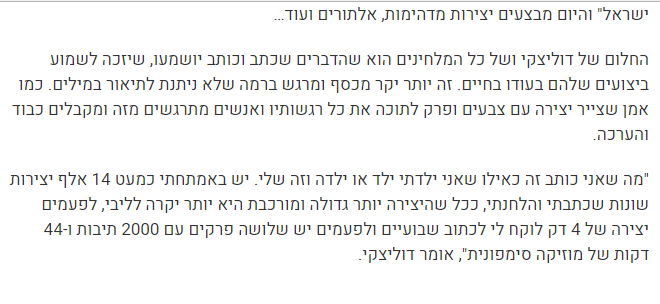 ישראל" והיום מבצעים יצירות מדהימות, אלתורים ועוד...
החלום של דוליצקי ושל כל המלחינים הוא שהדברים שכתב וכותב יושמעו, שיזכה לשמוע
ביצועים שלהם בעודו בחיים. זה יותר יקר מכסף ומרגש ברמה שלא ניתנת לתיאור במילים. כמו
אמן שצייר יצירה עם צבעים ופרק לתוכה את כל רגשותיו ואנשים מתרגשים מזה ומקבלים כבוד
והערכה.
"מה שאני כותב זה כאילו שאני ילדתי ילד או ילדה וזה שלי. יש באמתחתי כמעט 14 אלף יצירות
שונות שכתבתי והלחנתי, ככל שהיצירה יותר גדולה ומורכבת היא יותר יקרה לליבי, לפעמים
יצירה של 4 דק לוקח לי לכתוב שבועיים ולפעמים יש שלושה פרקים עם 2000 תיבות ו-44
דקות של מוזיקה סימפונית", אומר דוליצקי.